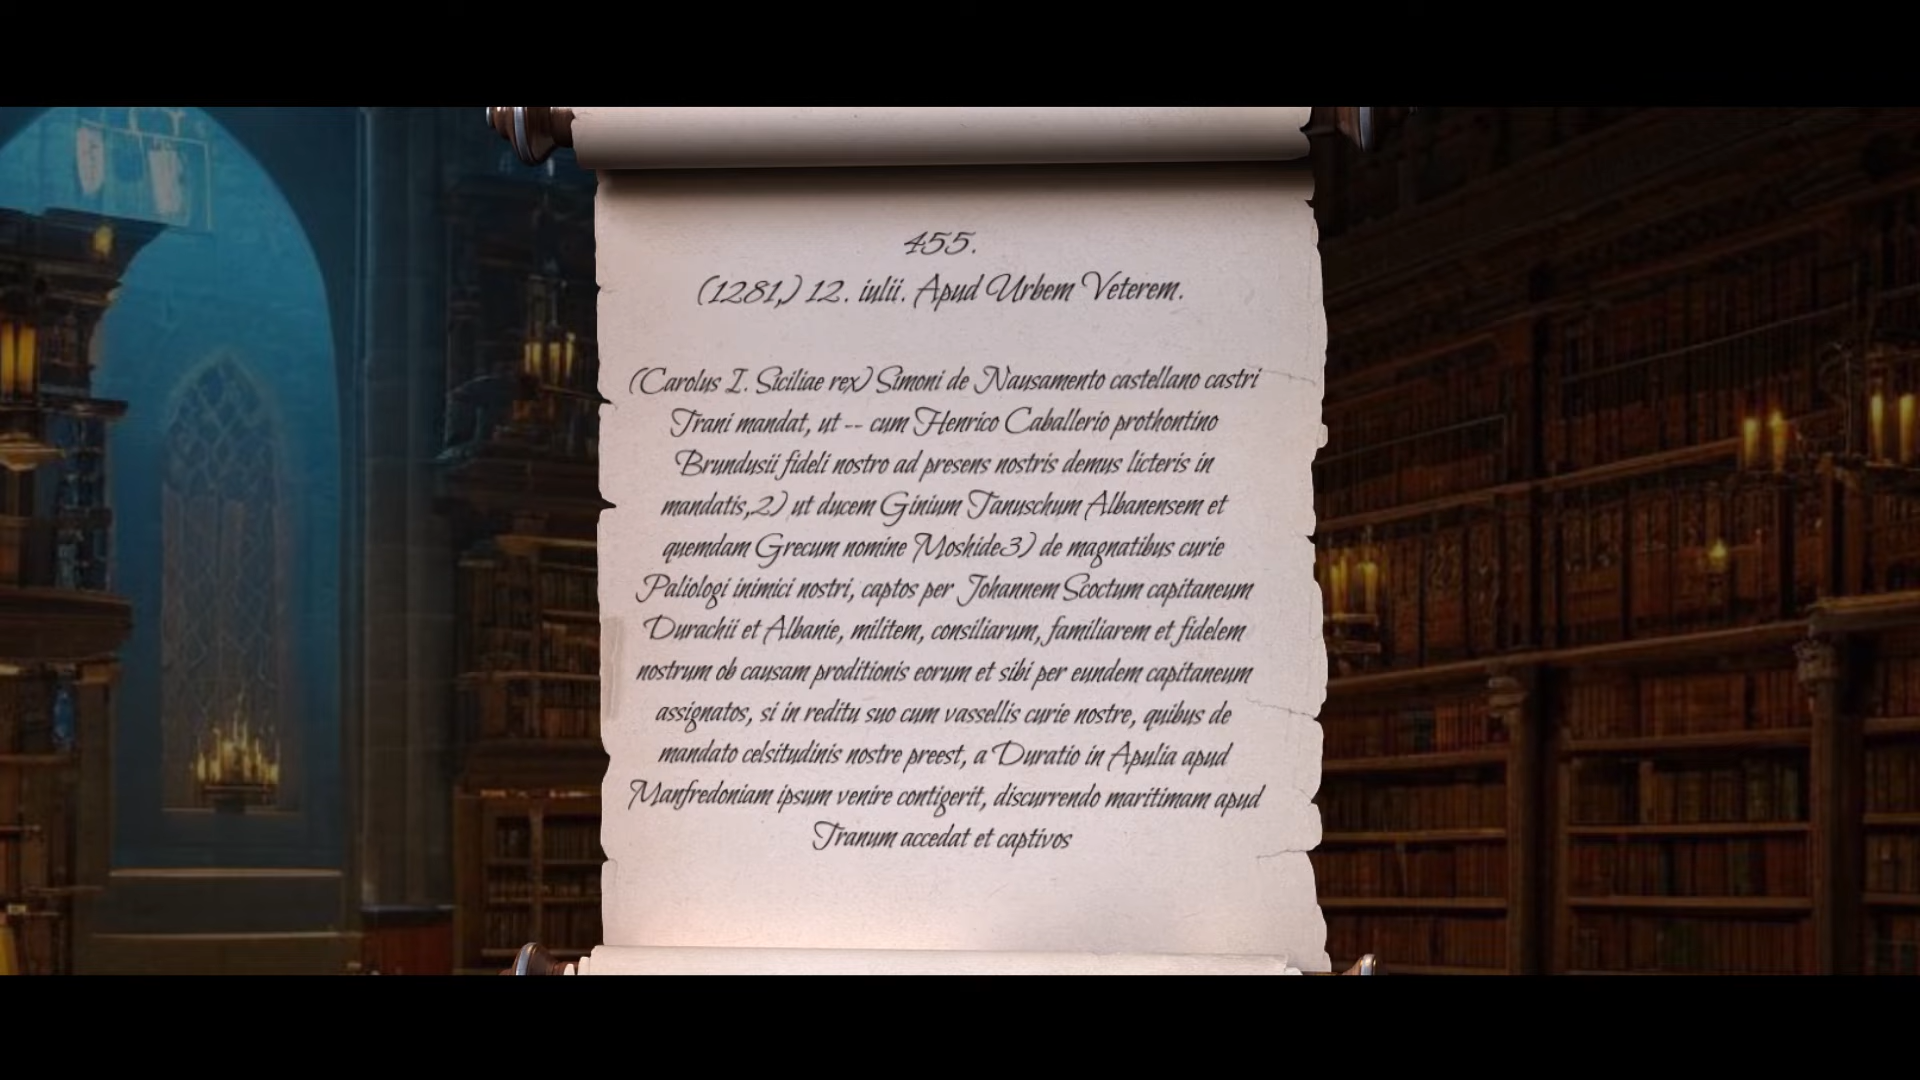 455.
(1281,) 12. iulii. Apud Urbem Veterem.
(Carolus I. Siciliae rex) Simoni de Nausamento castellano castri
Trani mandat, ut -- cum Henrico Caballerio prothontino
Brundusii fideli nostro ad presens nostris demus licteris in
mandatis,2) ut ducem Ginium Tanuschum Albanensem et
quemdam Grecum nomine Moshide3) de magnatibus curie
Paliologi inimici nostri, captos per Johannem Scoctum capitaneum
Durachii et Albanie, militem, consiliarum, familiarem et fidelem
nostrum ob causam proditionis eorum et sibi per eundem capitaneum
assignatos, si in reditu suo cum vassellis curie nostre, quibus de
mandato celsitudinis nostre preest, a Duratio in Apulia apud
Manfredoniam ipsum venire contigerit, discurrendo maritimam apud
Tranum accedat et captivos